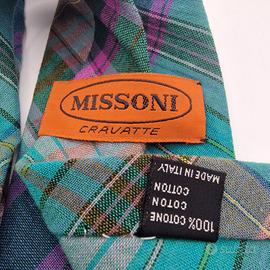 MISSONI
CRAVATTE
100% COTONE
COTTON
COTON
MADE IN ITALY